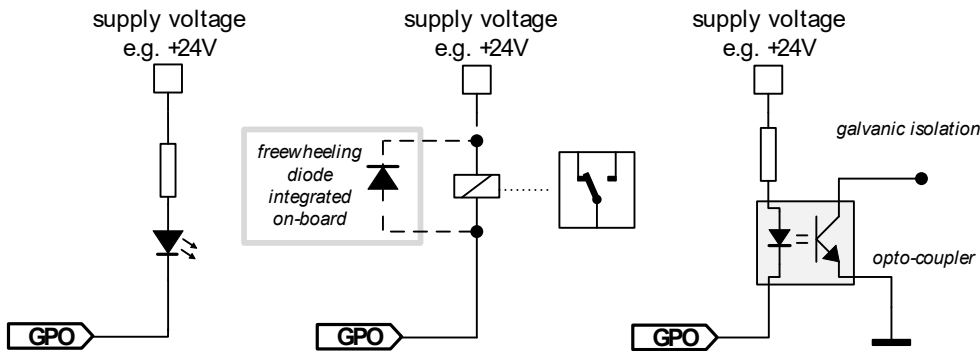 supply voltage
e.g. +24V
supply voltage
e.g. +24V
supply voltage
e.g. +24V
freewheeling
diode
integrated
on-board
galvanic isolation
opto-coupler
GPO
GPO
GPO